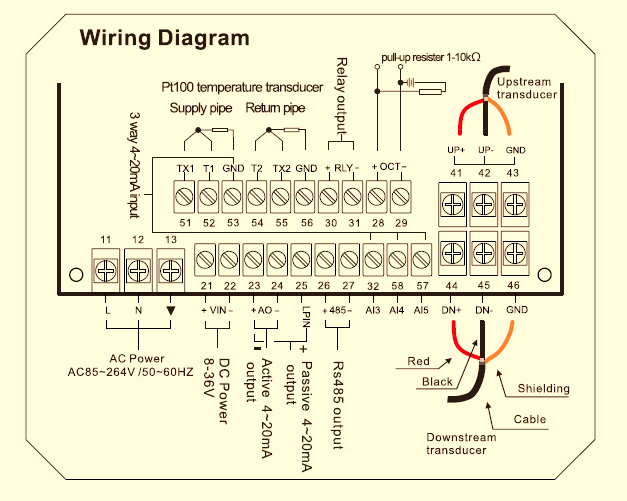 Wiring Diagram
pull-up resister 1-10kΩ
Relay output
Pt100 temperature transducer
Supply pipe Return pipe
3 way 4~20mA input
Upstream
transducer
UP+ UP- GND
41 42 43
TX1 T1 GND T2 TX2 GND + RLY - + OCT -
51 52 53 54 55 56 30 31 28 29
11 12 13
21 22 23 24 25 26 27 32 58 57
44 45 46
L N ▼
+ VIN - + AO - LPIN + 485 - AI3 AI4 AI5
DN+ DN- GND
- +
AC Power
AC85~264V /50~60HZ
DC Power
8-36V
Active 4~20mA
output
Passive 4~20mA
output
Rs485 output
Red
Black
Shielding
Cable
Downstream
transducer